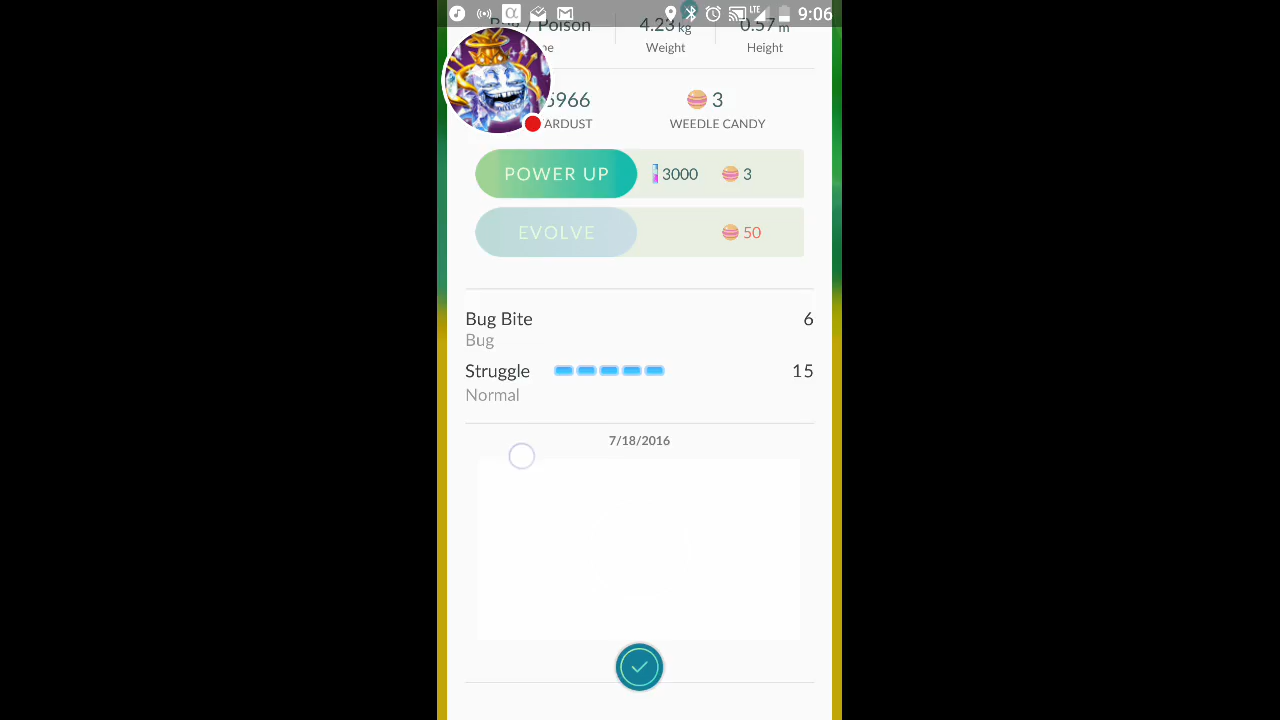 9:06
/ Poison 4.23 kg 0.57 m
Weight Height
5966 3
ARDUST WEEDLE CANDY
POWER UP 3000 3
EVOLVE 50
Bug Bite 6
Bug
Struggle 15
Normal
7/18/2016